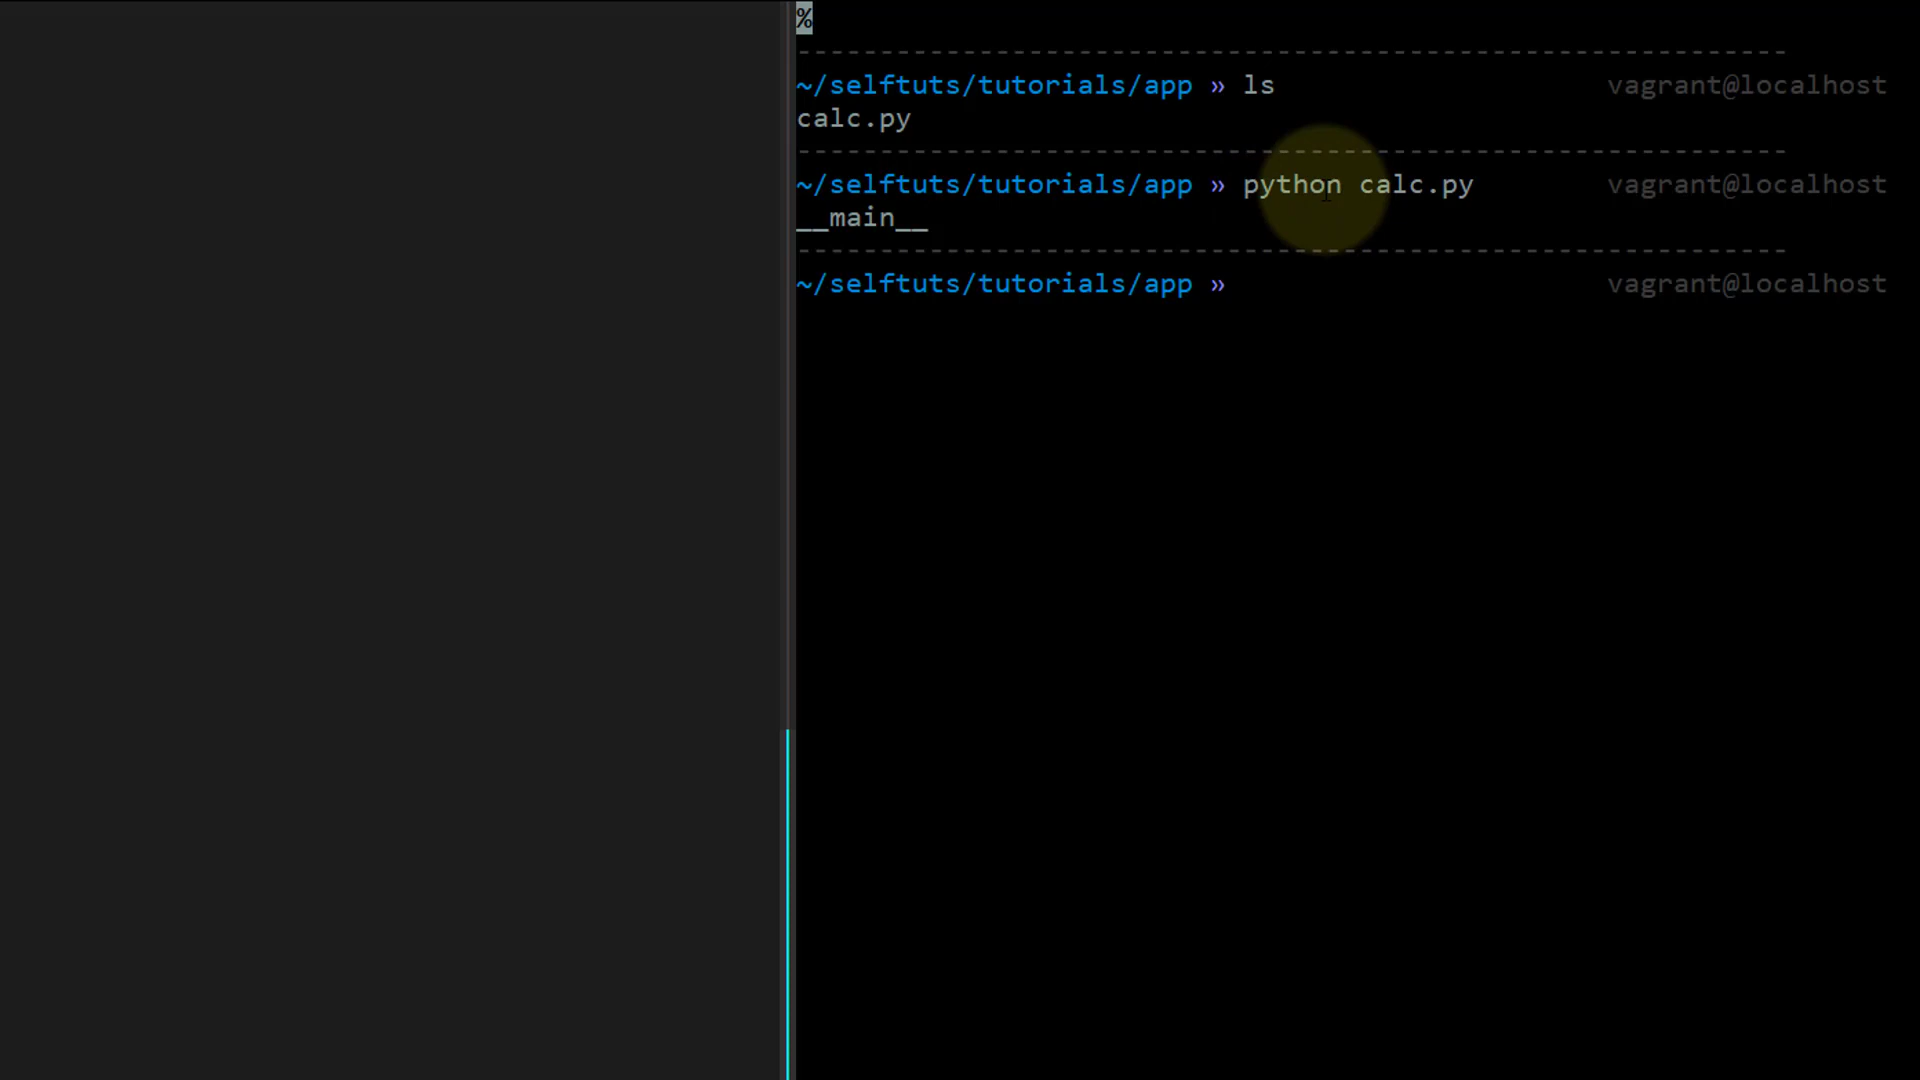 %
--------------------------------------------------------------
~/selftuts/tutorials/app » ls vagrant@localhost
calc.py
--------------------------------------------------------------
~/selftuts/tutorials/app » python calc.py vagrant@localhost
__main__
--------------------------------------------------------------
~/selftuts/tutorials/app » vagrant@localhost